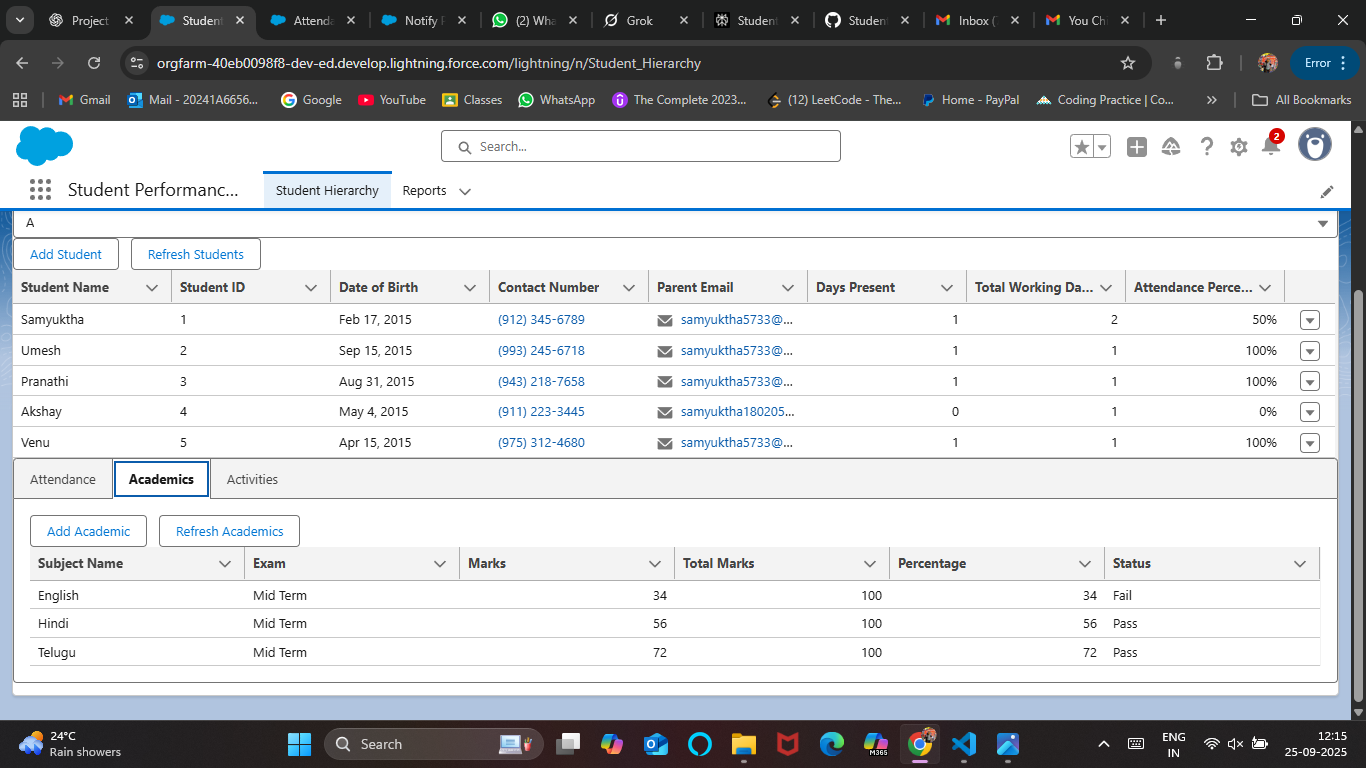 Project
Student
Attenda
Notify F
(2) Wha
Grok
Student
Student
Inbox (
You Chi
orgfarm-40eb0098f8-dev-ed.develop.lightning.force.com/lightning/n/Student_Hierarchy
Error
Gmail
Mail - 20241A6656...
Google
YouTube
Classes
WhatsApp
The Complete 2023...
(12) LeetCode - The...
Home - PayPal
Coding Practice | Co...
»
All Bookmarks
Search...
2
Student Performanc...
Student Hierarchy
Reports
A
Add Student
Refresh Students
Student Name Student ID Date of Birth Contact Number Parent Email Days Present Total Working Da... Attendance Perce...
Samyuktha 1 Feb 17, 2015 (912) 345-6789 samyuktha5733@... 1 2 50%
Umesh 2 Sep 15, 2015 (993) 245-6718 samyuktha5733@... 1 1 100%
Pranathi 3 Aug 31, 2015 (943) 218-7658 samyuktha5733@... 1 1 100%
Akshay 4 May 4, 2015 (911) 223-3445 samyuktha180205... 0 1 0%
Venu 5 Apr 15, 2015 (975) 312-4680 samyuktha5733@... 1 1 100%
Attendance Academics Activities
Add Academic Refresh Academics
Subject Name Exam Marks Total Marks Percentage Status
English Mid Term 34 100 34 Fail
Hindi Mid Term 56 100 56 Pass
Telugu Mid Term 72 100 72 Pass
24°C
Rain showers
Search
M365
ENG
IN
12:15
25-09-2025